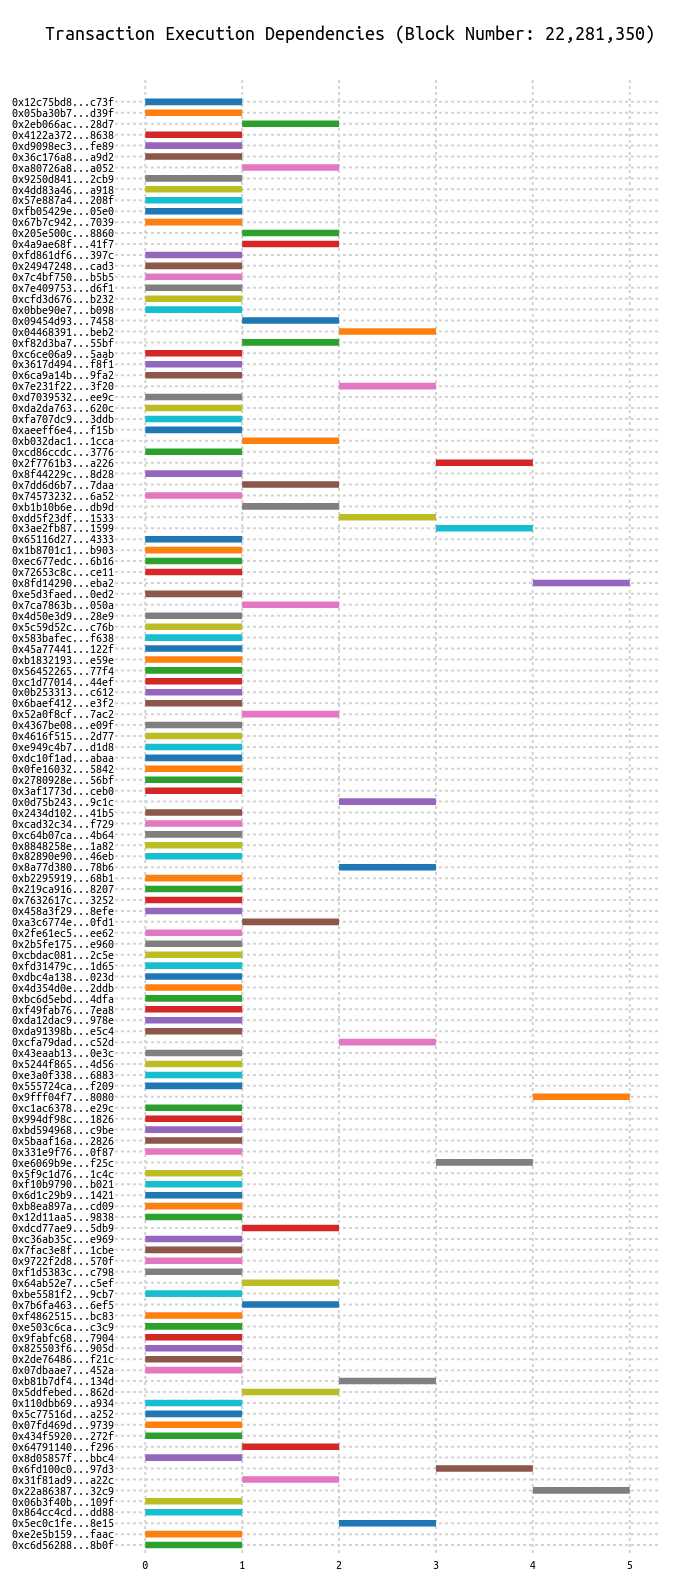 Transaction Execution Dependencies (Block Number: 22,281,350)
0x12c75bd8...c73f
0x05ba30b7...d39f
0x2eb066ac...28d7
0x4122a372...8638
0xd9098ec3...fe89
0x36c176a8...a9d2
0xa80726a8...a052
0x9250d841...2cb9
0x4dd83a46...a918
0x57e887a4...208f
0xfb05429e...05e0
0x67b7c942...7039
0x205e500c...8860
0x4a9ae68f...41f7
0xfd861df6...397c
0x24947248...cad3
0x7c4bf750...b5b5
0x7e409753...d6f1
0xcfd3d676...b232
0x0bbe90e7...b098
0x09454d93...7458
0x04468391...beb2
0xf82d3ba7...55bf
0xc6ce06a9...5aab
0x3617d494...f8f1
0x6ca9a14b...9fa2
0x7e231f22...3f20
0xd7039532...ee9c
0xda2da763...620c
0xfa707dc9...3ddb
0xaeeff6e4...f15b
0xb032dac1...1cca
0xcd86ccdc...3776
0x2f7761b3...a226
0x8f44229c...8d28
0x7dd6d6b7...7daa
0x74573232...6a52
0xb1b10b6e...db9d
0xdd5f23df...1533
0x3ae2fb87...1599
0x65116d27...4333
0x1b8701c1...b903
0xec677edc...6b16
0x72653c8c...ce11
0x8fd14290...eba2
0xe5d3faed...0ed2
0x7ca7863b...050a
0x4d50e3d9...28e9
0x5c59d52c...c76b
0x583bafec...f638
0x45a77441...122f
0xb1832193...e59e
0x56452265...77f4
0xc1d77014...44ef
0x0b253313...c612
0x6baef412...e3f2
0x52a0f8cf...7ac2
0x4367be08...e09f
0x4616f515...2d77
0xe949c4b7...d1d8
0xdc10f1ad...abaa
0x0fe16032...5842
0x2780928e...56bf
0x3af1773d...ceb0
0x0d75b243...9c1c
0x2434d102...41b5
0xcad32c34...f729
0xc64b07ca...4b64
0x8848258e...1a82
0x82890e90...46eb
0x8a77d380...78b6
0xb2295919...68b1
0x219ca916...8207
0x7632617c...3252
0x458a3f29...8efe
0xa3c6774e...0fd1
0x2fe61ec5...ee62
0x2b5fe175...e960
0xcbdac081...2c5e
0xfd31479c...1d65
0xdbc4a138...023d
0x4d354d0e...2ddb
0xbc6d5ebd...4dfa
0xf49fab76...7ea8
0xda12dac9...978e
0xda91398b...e5c4
0xcfa79dad...c52d
0x43eaab13...0e3c
0x5244f865...4d56
0xe3a0f338...6883
0x555724ca...f209
0x9fff04f7...8080
0xc1ac6378...e29c
0x994df98c...1826
0xbd594968...c9be
0x5baaf16a...2826
0x331e9f76...0f87
0xe6069b9e...f25c
0x5f9c1d76...1c4c
0xf10b9790...b021
0x6d1c29b9...1421
0xb8ea897a...cd09
0x12d11aa5...9838
0xdcd77ae9...5db9
0xc36ab35c...e969
0x7fac3e8f...1cbe
0x9722f2d8...570f
0xf1d5383c...c798
0x64ab52e7...c5ef
0xbe5581f2...9cb7
0x7b6fa463...6ef5
0xf4862515...bc83
0xe503c6ca...c3c9
0x9fabfc68...7904
0x825503f6...905d
0x2de76486...f21c
0x07dbaae7...452a
0xb81b7df4...134d
0x5ddfebed...862d
0x110dbb69...a934
0x5c77516d...a252
0x07fd469d...9739
0x434f5920...272f
0x64791140...f296
0x8d05857f...bbc4
0x6fd100c0...97d3
0x31f81ad9...a22c
0x22a86387...32c9
0x06b3f40b...109f
0x864cc4cd...dd88
0x5ec0c1fe...8e15
0xe2e5b159...faac
0xc6d56288...8b0f
0 1 2 3 4 5